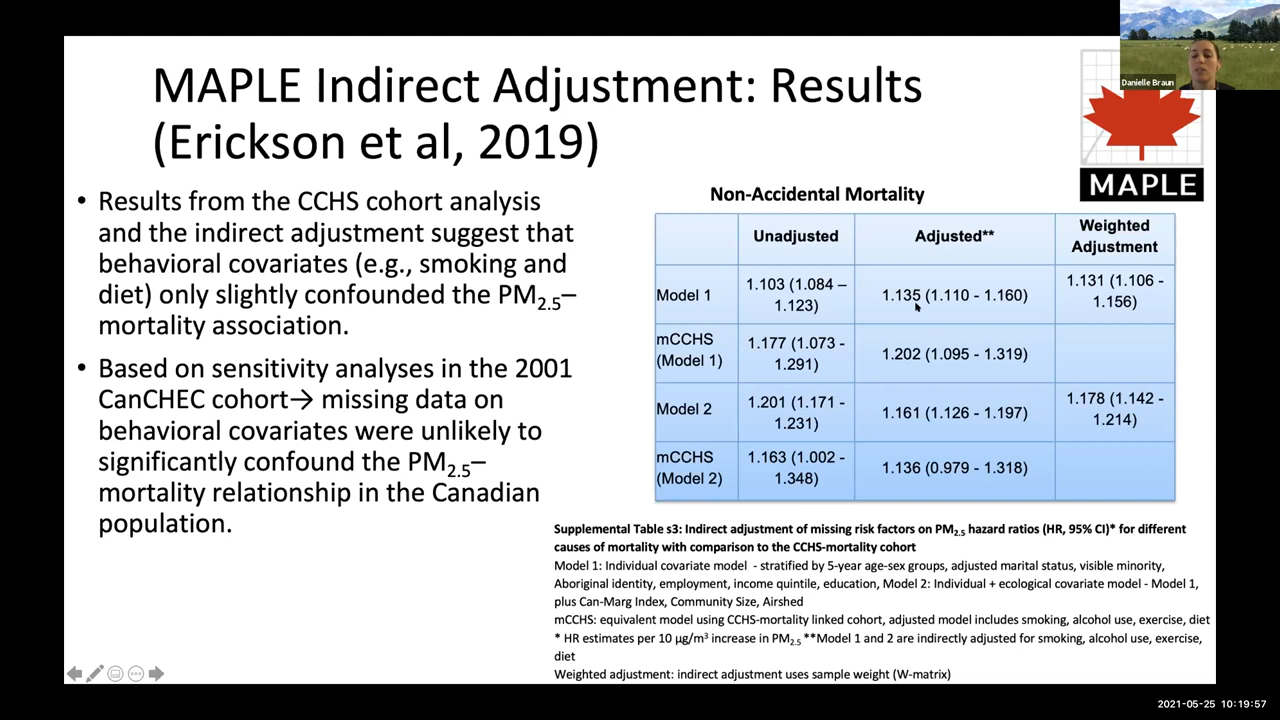 MAPLE Indirect Adjustment: Results
(Erickson et al, 2019)
Danielle Braun
MAPLE
• Results from the CCHS cohort analysis
and the indirect adjustment suggest that
behavioral covariates (e.g., smoking and
diet) only slightly confounded the PM2.5–
mortality association.
• Based on sensitivity analyses in the 2001
CanCHEC cohort→ missing data on
behavioral covariates were unlikely to
significantly confound the PM2.5–
mortality relationship in the Canadian
population.
Non-Accidental Mortality
Unadjusted Adjusted** Weighted
Adjustment
Model 1 1.103 (1.084 –
1.123) 1.135 (1.110 - 1.160) 1.131 (1.106 -
1.156)
mCCHS
(Model 1) 1.177 (1.073 -
1.291) 1.202 (1.095 - 1.319)
Model 2 1.201 (1.171 -
1.231) 1.161 (1.126 - 1.197) 1.178 (1.142 -
1.214)
mCCHS
(Model 2) 1.163 (1.002 -
1.348) 1.136 (0.979 - 1.318)
Supplemental Table s3: Indirect adjustment of missing risk factors on PM2.5 hazard ratios (HR, 95% CI)* for different
causes of mortality with comparison to the CCHS-mortality cohort
Model 1: Individual covariate model - stratified by 5-year age-sex groups, adjusted marital status, visible minority,
Aboriginal identity, employment, income quintile, education, Model 2: Individual + ecological covariate model - Model 1,
plus Can-Marg Index, Community Size, Airshed
mCCHS: equivalent model using CCHS-mortality linked cohort, adjusted model includes smoking, alcohol use, exercise, diet
* HR estimates per 10 µg/m³ increase in PM2.5 **Model 1 and 2 are indirectly adjusted for smoking, alcohol use, exercise,
diet
Weighted adjustment: indirect adjustment uses sample weight (W-matrix)
2021-05-25 10:19:57